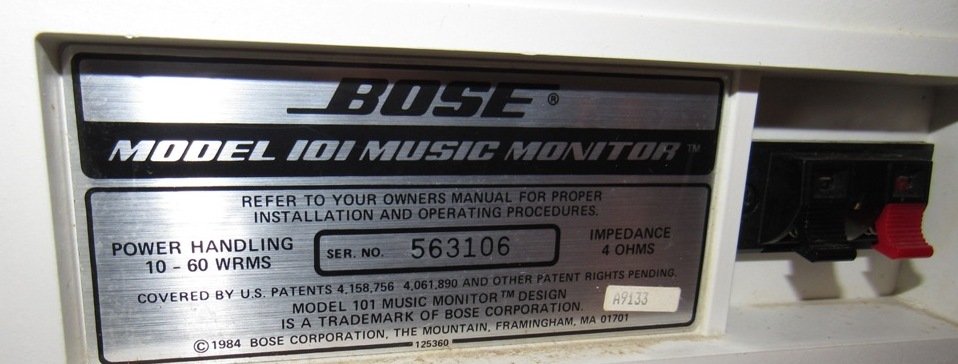 BOSE®
MODEL 101 MUSIC MONITOR™
REFER TO YOUR OWNERS MANUAL FOR PROPER
INSTALLATION AND OPERATING PROCEDURES.
POWER HANDLING
10 - 60 WRMS
SER. NO. 563106
IMPEDANCE
4 OHMS
COVERED BY U.S. PATENTS 4,158,756 4,061,890 AND OTHER PATENT RIGHTS PENDING.
MODEL 101 MUSIC MONITOR™ DESIGN
IS A TRADEMARK OF BOSE CORPORATION.
A9133
©1984 BOSE CORPORATION, THE MOUNTAIN, FRAMINGHAM, MA 01701
125360